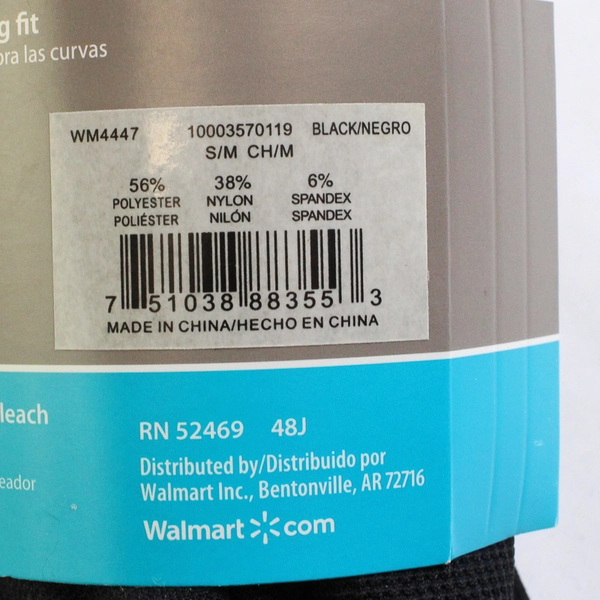 g fit
ora las curvas
WM4447 10003570119 BLACK/NEGRO
S/M CH/M
56% 38% 6%
POLYESTER NYLON SPANDEX
POLIÉSTER NILÓN SPANDEX
7 51038 88355 3
MADE IN CHINA/HECHO EN CHINA
leach
eador
RN 52469 48J
Distributed by/Distribuido por
Walmart Inc., Bentonville, AR 72716
Walmart com